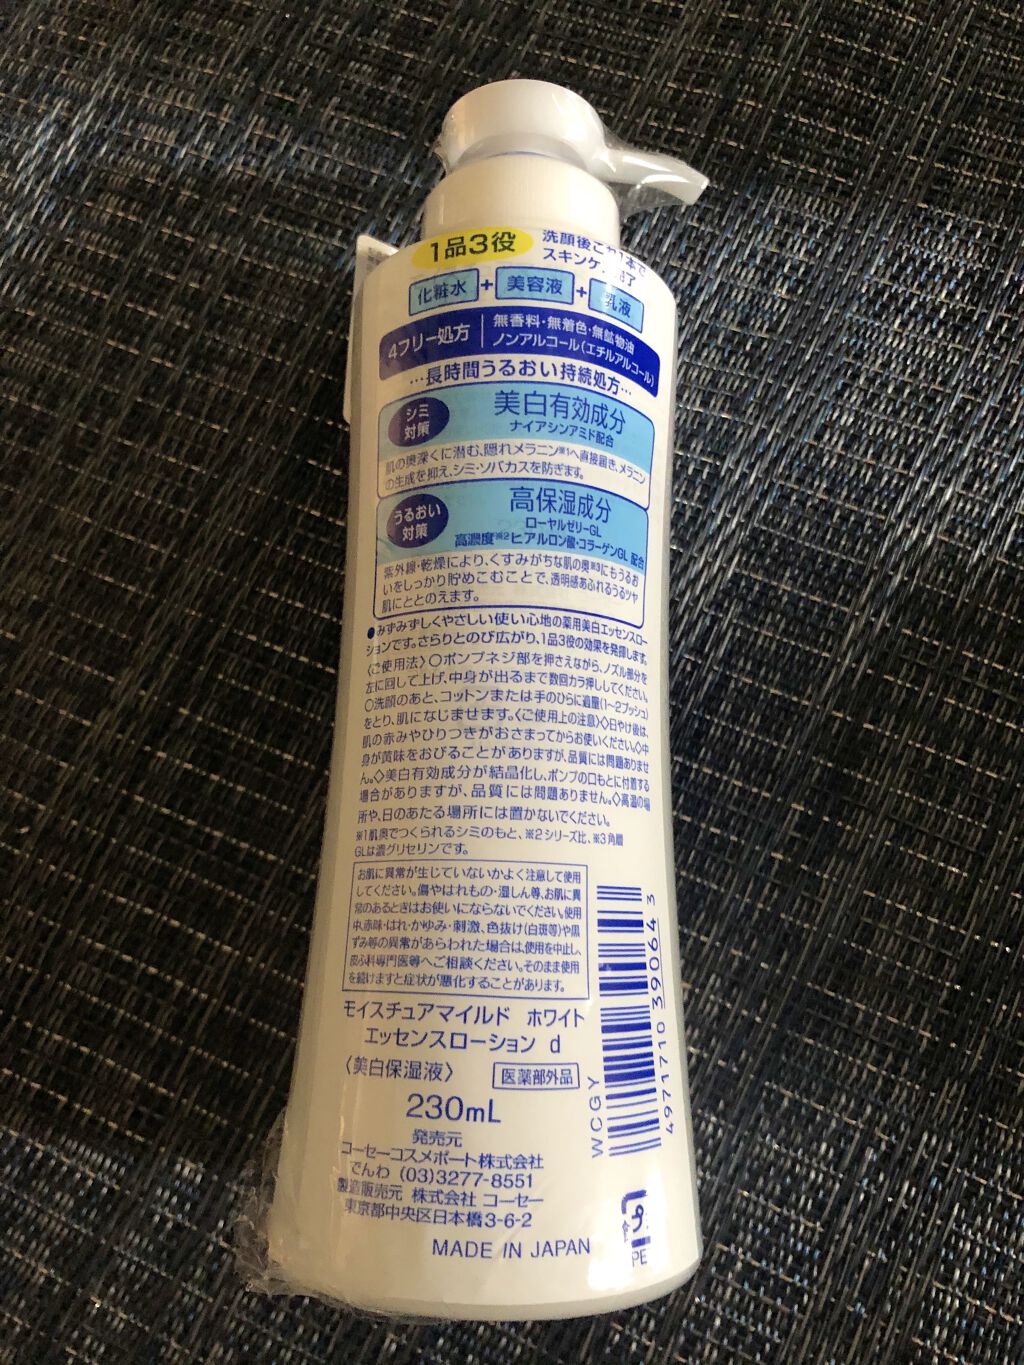 1品3役
洗顔後これ1本で
スキンケア終了
化粧水+美容液+乳液
4フリー処方
無香料・無着色・無鉱物油
ノンアルコール(エチルアルコール)
…長時間うるおい持続処方…
シミ
対策
美白有効成分
ナイアシンアミド配合
肌の奥深くに潜む、隠れメラニン※1へ直接届き、メラニン
の生成を抑え、シミ・ソバカスを防ぎます。
うるおい
対策
高保湿成分
ローヤルゼリーGL
高濃度※2ヒアルロン酸・コラーゲンGL 配合
紫外線・乾燥により、くすみがちな肌の奥※3にもうるお
いをしっかり貯めこむことで、透明感あふれるうるツヤ
肌にととのえます。
●みずみずしくやさしい使い心地の薬用美白エッセンスロー
ションです。さらりとのび広がり、1品3役の効果を発揮します。
〈ご使用法〉○ポンプネジ部を押さえながら、ノズル部分を
左に回して上げ、中身が出るまで数回カラ押ししてください。
○洗顔のあと、コットンまたは手のひらに適量(1~2プッシュ)
をとり、肌になじませます。〈ご使用上の注意〉◇日やけ後は、
肌の赤みやひりつきがおさまってからお使いください。◇中
身が黄味をおびることがありますが、品質には問題ありませ
ん。◇美白有効成分が結晶化し、ポンプの口もとに付着する
場合がありますが、品質には問題ありません。◇高温の場
所や、日のあたる場所には置かないでください。
※1肌奥でつくられるシミのもと、※2シリーズ比、※3角層
GLは濃グリセリンです。
お肌に異常が生じていないかよく注意して使用
してください。傷やはれもの・湿しん等、お肌に異
常のあるときはお使いにならないでください。使用
中、赤味・はれ・かゆみ・刺激、色抜け(白斑等)や黒
ずみ等の異常があらわれた場合は、使用を中止し、
皮ふ科専門医等へご相談ください。そのまま使用
を続けますと症状が悪化することがあります。
モイスチュアマイルド ホワイト
エッセンスローション d
〈美白保湿液〉
医薬部外品
230mL
発売元
コーセーコスメポート株式会社
でんわ (03)3277-8551
製造販売元 株式会社 コーセー
東京都中央区日本橋3-6-2
MADE IN JAPAN
WCGY
4971710 390643
プ
PE